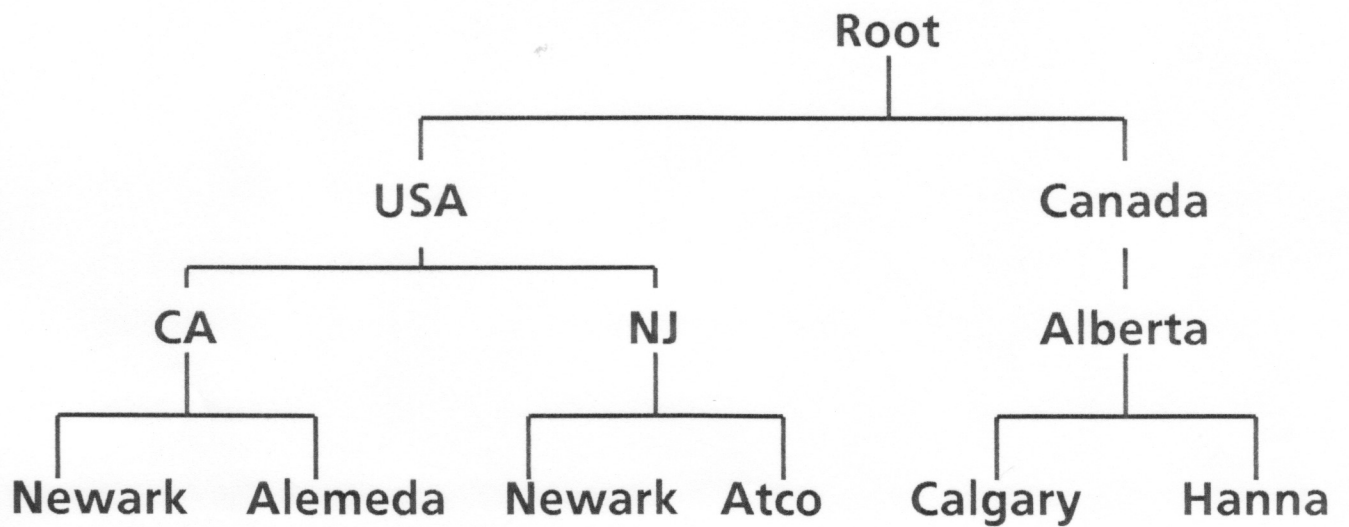 Root
USA Canada
CA NJ Alberta
Newark Alemeda Newark Atco Calgary Hanna